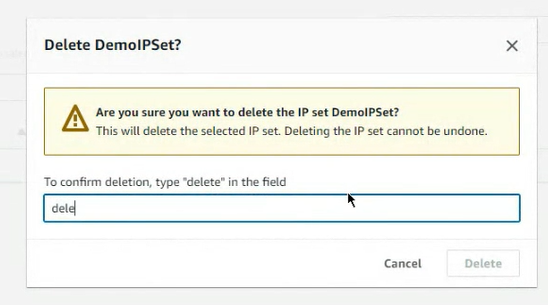 Delete DemoIPSet?
Are you sure you want to delete the IP set DemoIPSet?
This will delete the selected IP set. Deleting the IP set cannot be undone.
To confirm deletion, type "delete" in the field
dele
Cancel Delete